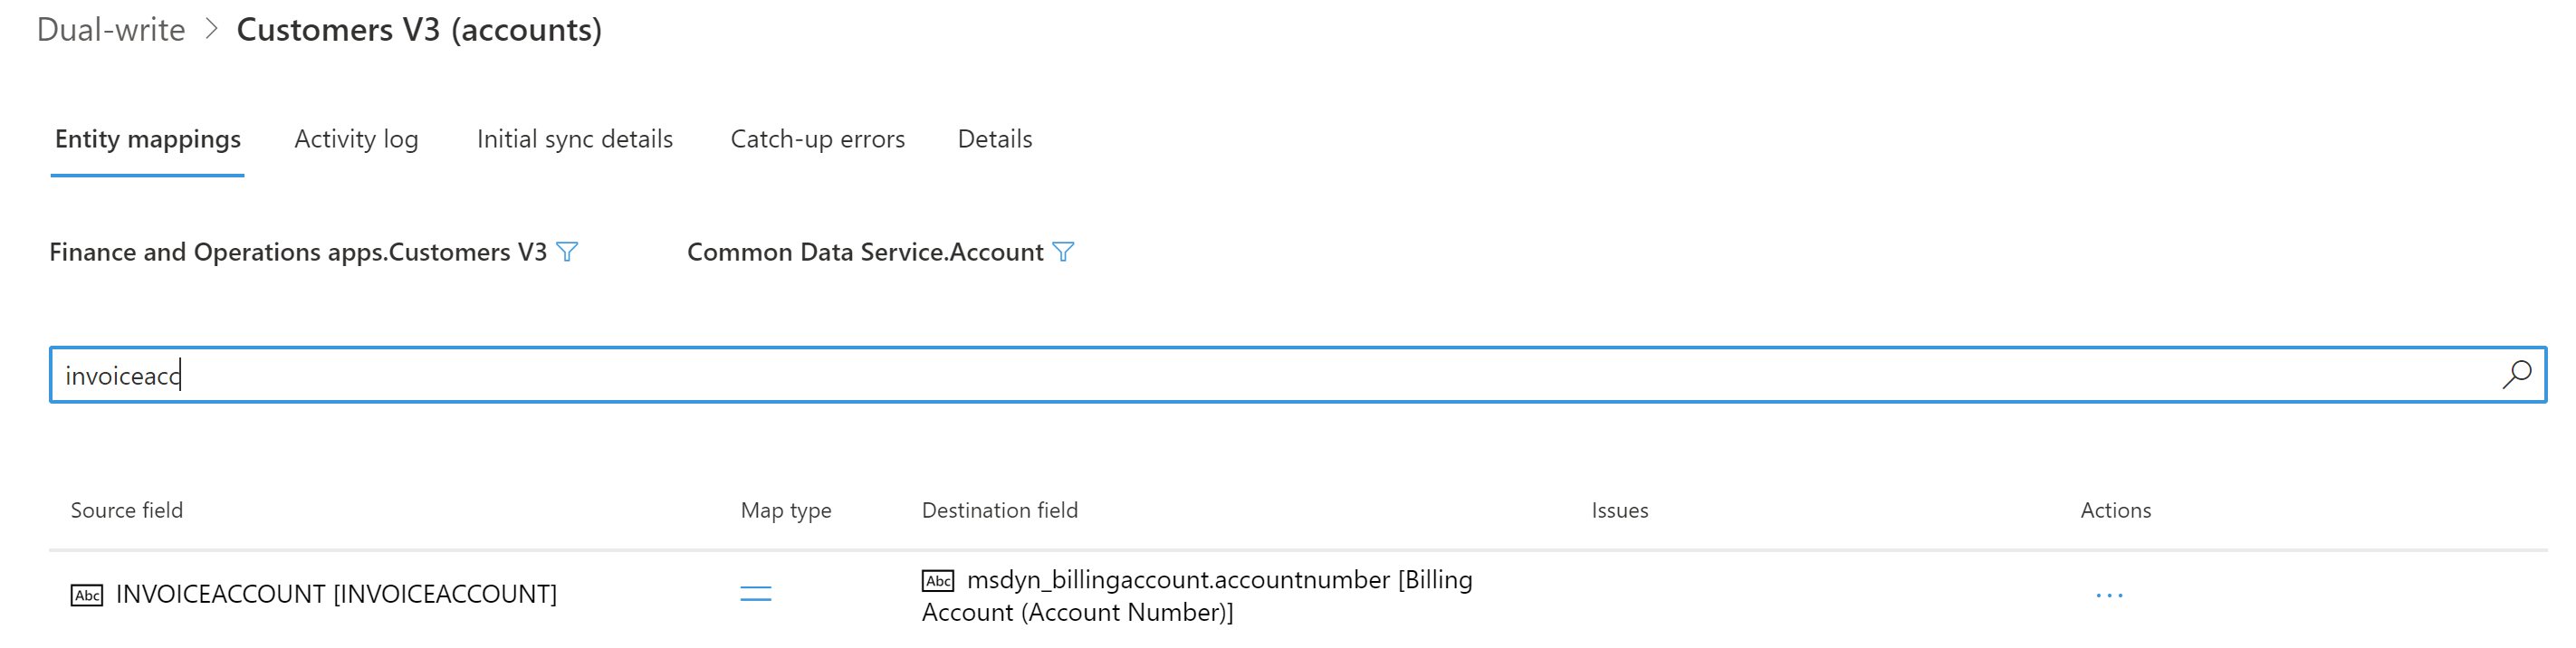 Dual-write > Customers V3 (accounts)
Entity mappings Activity log Initial sync details Catch-up errors Details
Finance and Operations apps.Customers V3 Common Data Service.Account
invoiceacc
Source field Map type Destination field Issues Actions
Abc INVOICEACCOUNT [INVOICEACCOUNT] = Abc msdyn_billingaccount.accountnumber [Billing
Account (Account Number)] ...